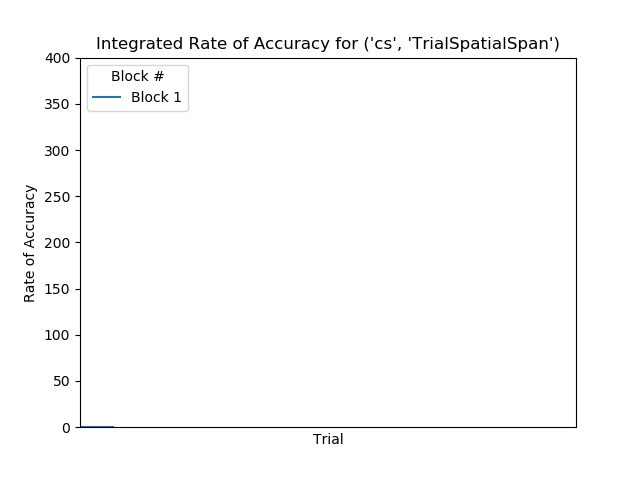 Integrated Rate of Accuracy for ('cs', 'TrialSpatialSpan')
Block #
Block 1
400
350
300
250
200
150
100
50
0
Rate of Accuracy
Trial